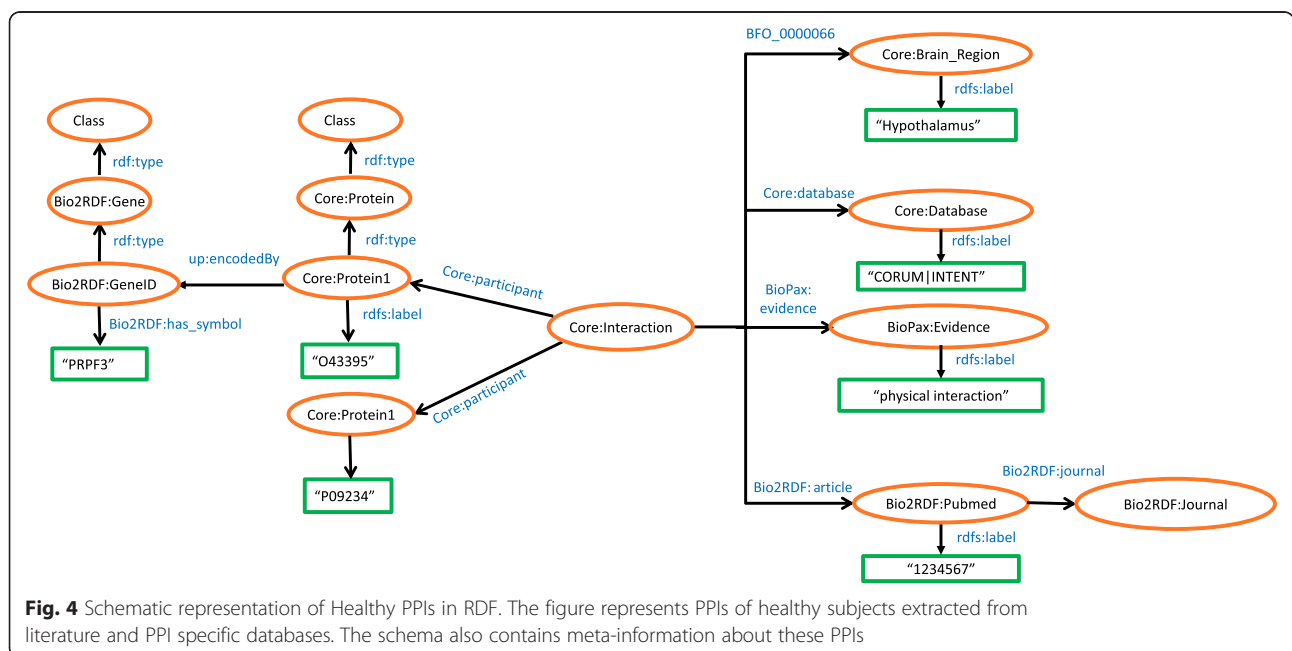 BFO_0000066
Core:Brain_Region
rdfs:label
“Hypothalamus”
Class
Class
rdf:type
rdf:type
Bio2RDF:Gene
Core:Protein
Core:database
Core:Database
rdf:type
rdf:type
rdfs:label
up:encodedBy
Bio2RDF:GeneID
Core:Protein1
Core:participant
“CORUM|INTENT”
BioPax:
evidence
Bio2RDF:has_symbol
rdfs:label
Core:Interaction
BioPax:Evidence
“PRPF3”
“O43395”
rdfs:label
Core:participant
“physical interaction”
Core:Protein1
Bio2RDF:journal
Bio2RDF: article
“P09234”
Bio2RDF:Pubmed
Bio2RDF:Journal
rdfs:label
“1234567”
Fig. 4 Schematic representation of Healthy PPIs in RDF. The figure represents PPIs of healthy subjects extracted from
literature and PPI specific databases. The schema also contains meta-information about these PPIs